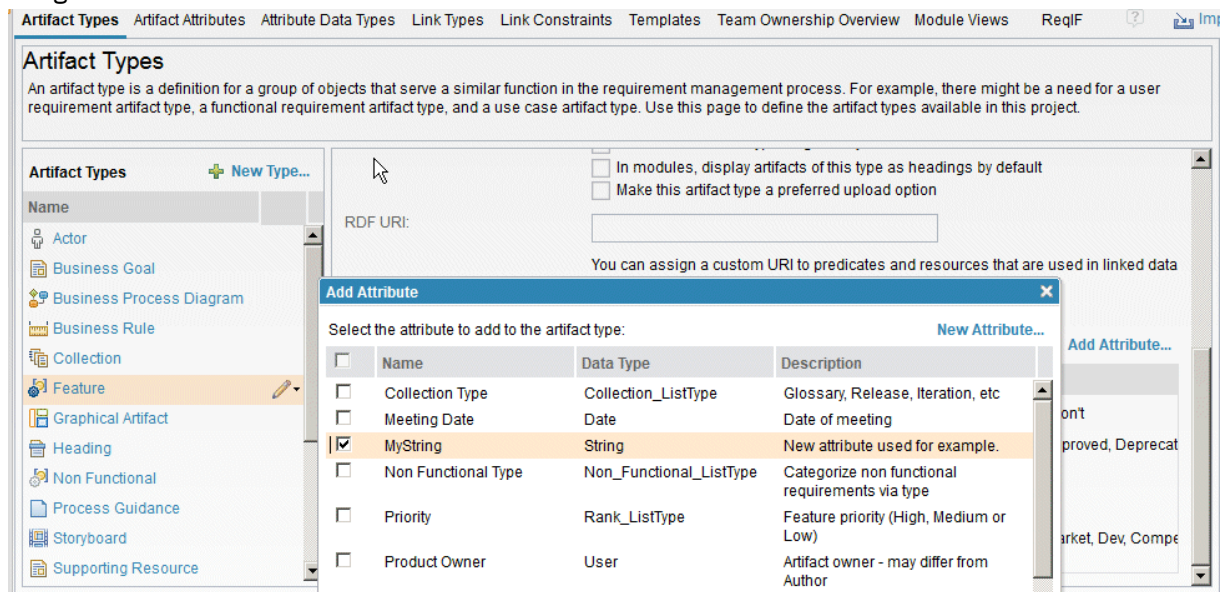 Artifact Types Artifact Attributes Attribute Data Types Link Types Link Constraints Templates Team Ownership Overview Module Views ReqIF
Artifact Types
An artifact type is a definition for a group of objects that serve a similar function in the requirement management process. For example, there might be a need for a user
requirement artifact type, a functional requirement artifact type, and a use case artifact type. Use this page to define the artifact types available in this project.
Artifact Types New Type...
Name
Actor
Business Goal
Business Process Diagram
Business Rule
Collection
Feature
Graphical Artifact
Heading
Non Functional
Process Guidance
Storyboard
Supporting Resource
In modules, display artifacts of this type as headings by default
Make this artifact type a preferred upload option
RDF URI:
You can assign a custom URI to predicates and resources that are used in linked data
Add Attribute
Select the attribute to add to the artifact type: New Attribute...
Name Data Type Description
Collection Type Collection_ListType Glossary, Release, Iteration, etc
Meeting Date Date Date of meeting
MyString String New attribute used for example.
Non Functional Type Non_Functional_ListType Categorize non functional
requirements via type
Priority Rank_ListType Feature priority (High, Medium or
Low)
Product Owner User Artifact owner - may differ from
Author
Add Attribute...
on't
proved, Deprecat
arket, Dev, Compe